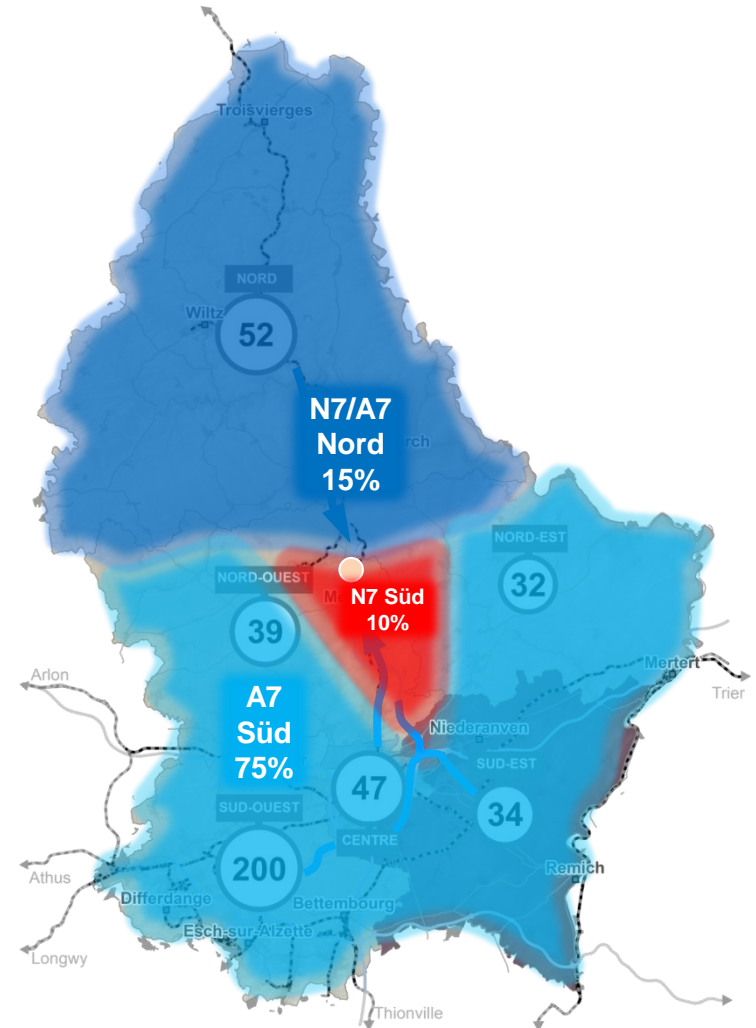 Troisvierges
NORD
Wiltz
52
N7/A7
Nord
15%
NORD-OUEST
NORD-EST
32
N7 Süd
10%
39
Arlon
Mertert
Trier
A7
Süd
75%
Niederanven
SUD-EST
47
34
SUD-OUEST
CENTRE
200
Athus
Remich
Differdange
Bettembourg
Esch-sur-Alzette
Longwy
Thionville